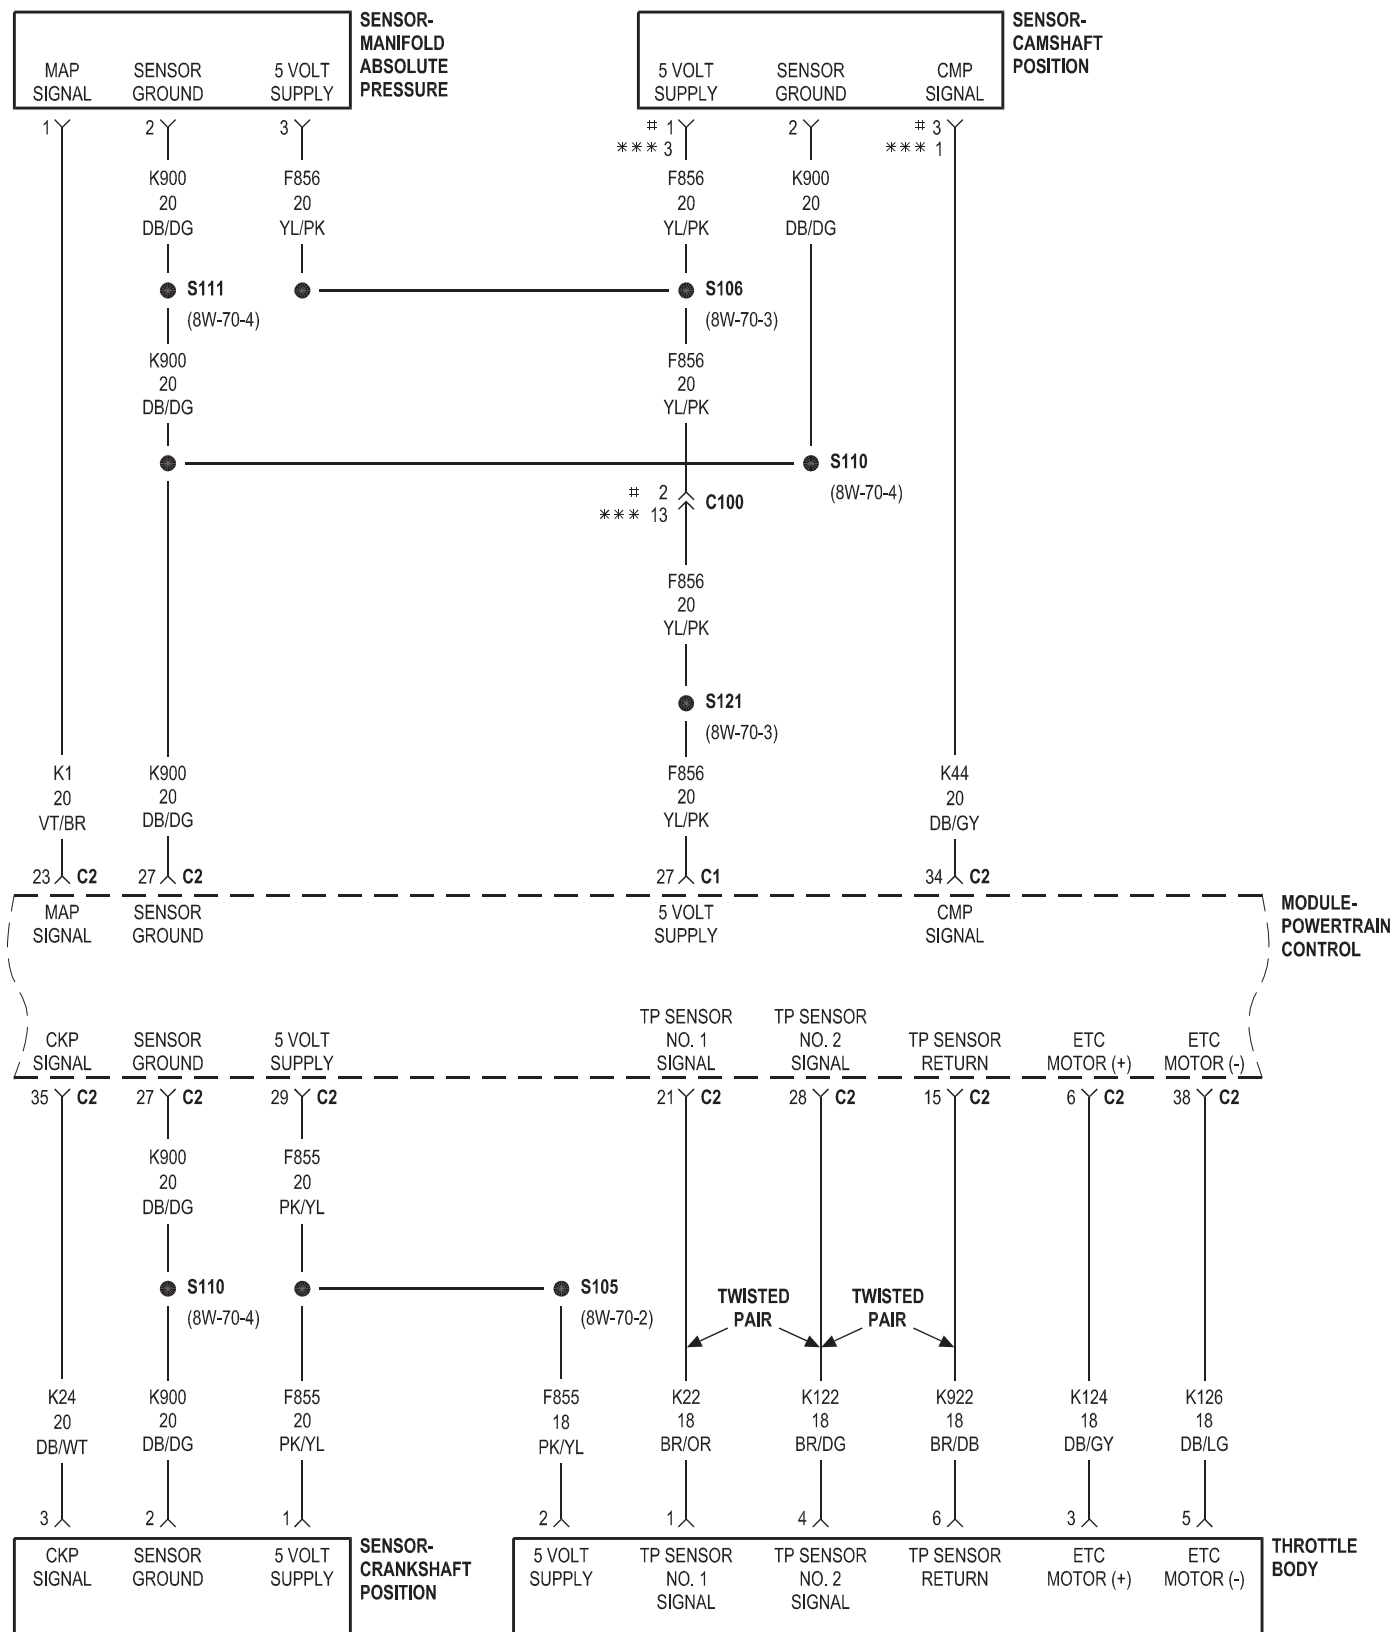 SENSOR-
MANIFOLD
ABSOLUTE
PRESSURE
MAP
SIGNAL
SENSOR
GROUND
5 VOLT
SUPPLY
SENSOR-
CAMSHAFT
POSITION
5 VOLT
SUPPLY
SENSOR
GROUND
CMP
SIGNAL
1
2
3
# 1
*** 3
2
# 3
*** 1
K900
20
DB/DG
F856
20
YL/PK
F856
20
YL/PK
K900
20
DB/DG
S111
(8W-70-4)
S106
(8W-70-3)
K900
20
DB/DG
F856
20
YL/PK
S110
(8W-70-4)
# 2
*** 13
C100
F856
20
YL/PK
S121
(8W-70-3)
K1
20
VT/BR
K900
20
DB/DG
F856
20
YL/PK
K44
20
DB/GY
23 C2
27 C2
27 C1
34 C2
MAP
SIGNAL
SENSOR
GROUND
5 VOLT
SUPPLY
CMP
SIGNAL
MODULE-
POWERTRAIN
CONTROL
CKP
SIGNAL
SENSOR
GROUND
5 VOLT
SUPPLY
TP SENSOR
NO. 1
SIGNAL
TP SENSOR
NO. 2
SIGNAL
TP SENSOR
RETURN
ETC
MOTOR (+)
ETC
MOTOR (-)
35 C2
27 C2
29 C2
21 C2
28 C2
15 C2
6 C2
38 C2
K900
20
DB/DG
F855
20
PK/YL
S110
(8W-70-4)
S105
(8W-70-2)
TWISTED
PAIR
TWISTED
PAIR
K24
20
DB/WT
K900
20
DB/DG
F855
20
PK/YL
F855
18
PK/YL
K22
18
BR/OR
K122
18
BR/DG
K922
18
BR/DB
K124
18
DB/GY
K126
18
DB/LG
3
2
1
2
1
4
6
3
5
CKP
SIGNAL
SENSOR
GROUND
5 VOLT
SUPPLY
SENSOR-
CRANKSHAFT
POSITION
5 VOLT
SUPPLY
TP SENSOR
NO. 1
SIGNAL
TP SENSOR
NO. 2
SIGNAL
TP SENSOR
RETURN
ETC
MOTOR (+)
ETC
MOTOR (-)
THROTTLE
BODY